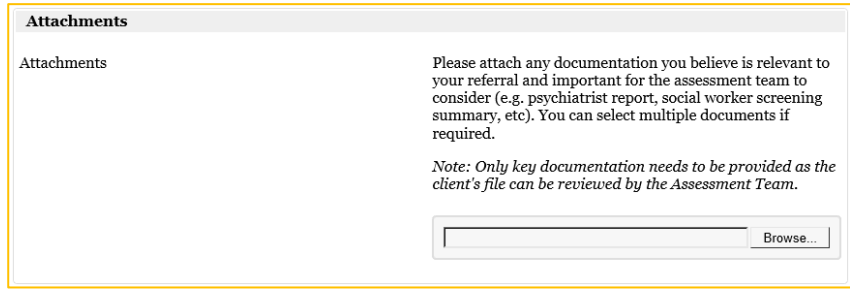 Attachments
Attachments
Please attach any documentation you believe is relevant to
your referral and important for the assessment team to
consider (e.g. psychiatrist report, social worker screening
summary, etc). You can select multiple documents if
required.
Note: Only key documentation needs to be provided as the
client's file can be reviewed by the Assessment Team.
Browse...